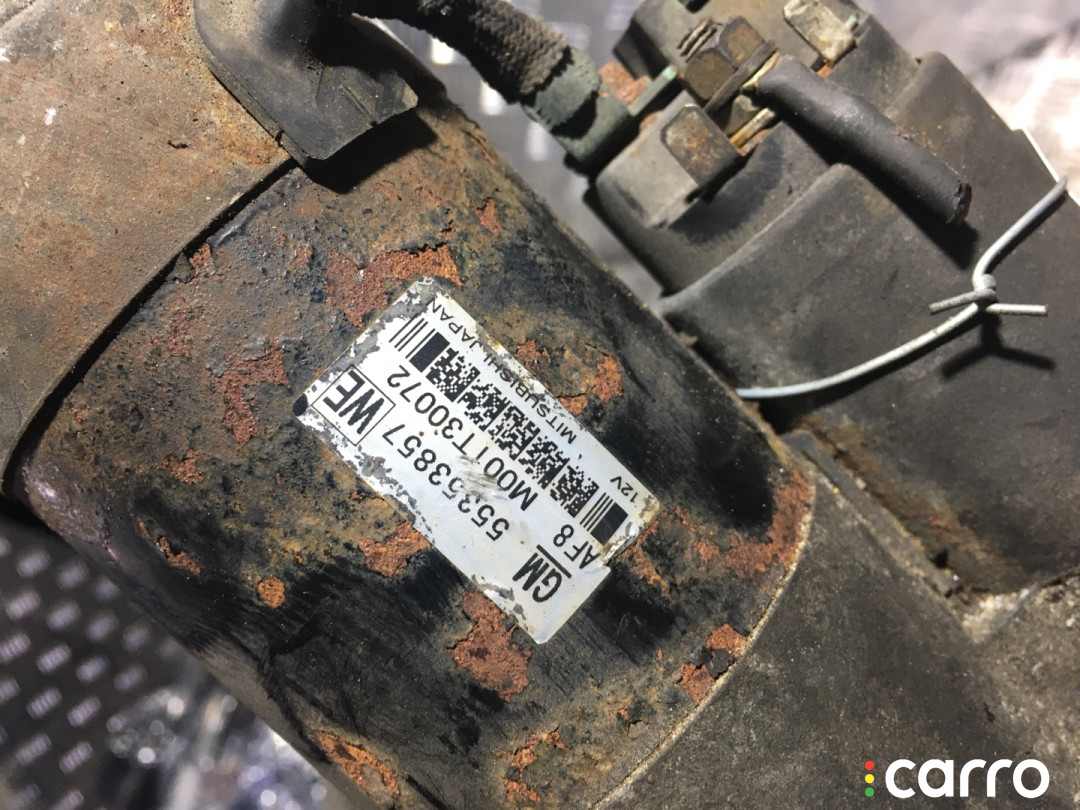 GM 55353857 WE
AF8 M001T30072
12V MITSUBISHI JAPAN
carro